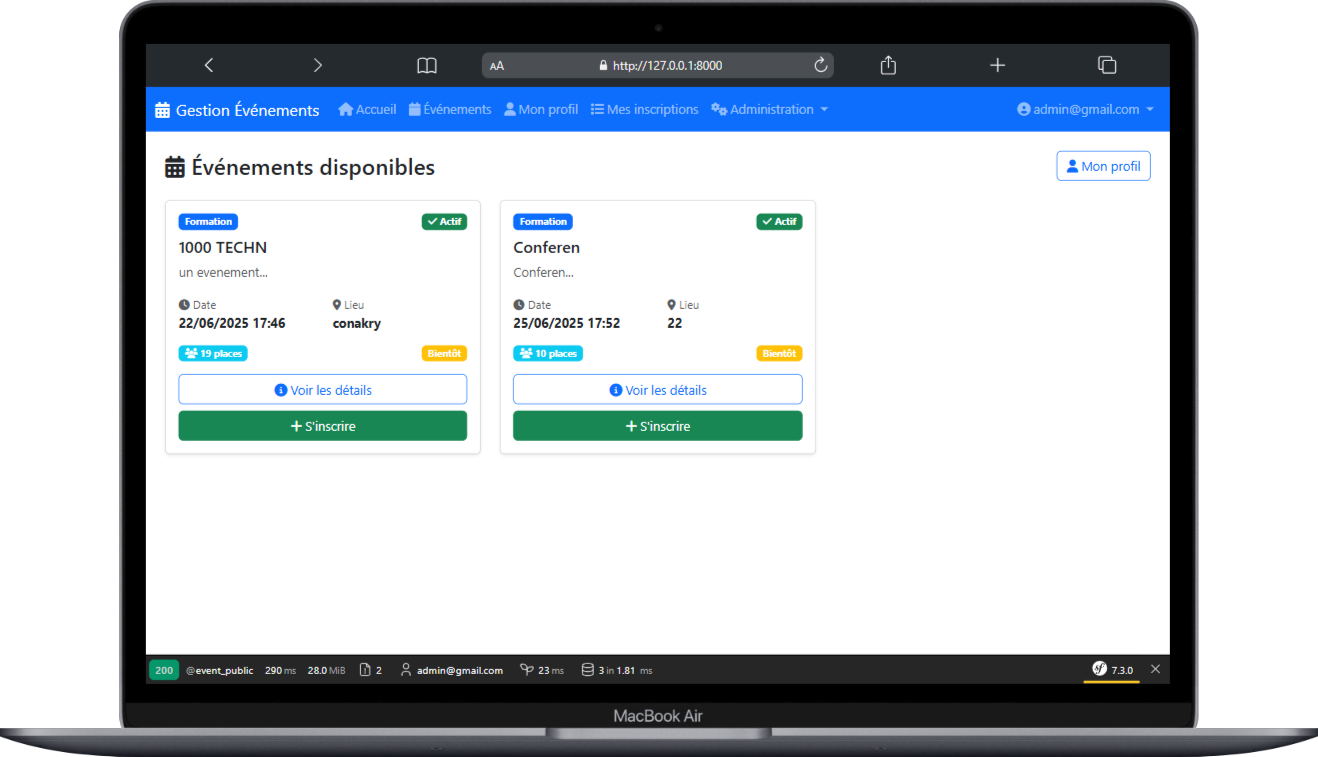 AA http://127.0.0.1:8000
Gestion Événements Accueil Événements Mon profil Mes inscriptions Administration admin@gmail.com
Événements disponibles Mon profil
Formation Actif
1000 TECHN
un evenement...
Date Lieu
22/06/2025 17:46 conakry
19 places Bientôt
Voir les détails
+ S'inscrire
Formation Actif
Conferen
Conferen...
Date Lieu
25/06/2025 17:52 22
10 places Bientôt
Voir les détails
+ S'inscrire
200 @event_public 290 ms 28.0 MiB 2 admin@gmail.com 23 ms 3 in 1.81 ms sf 7.3.0
MacBook Air